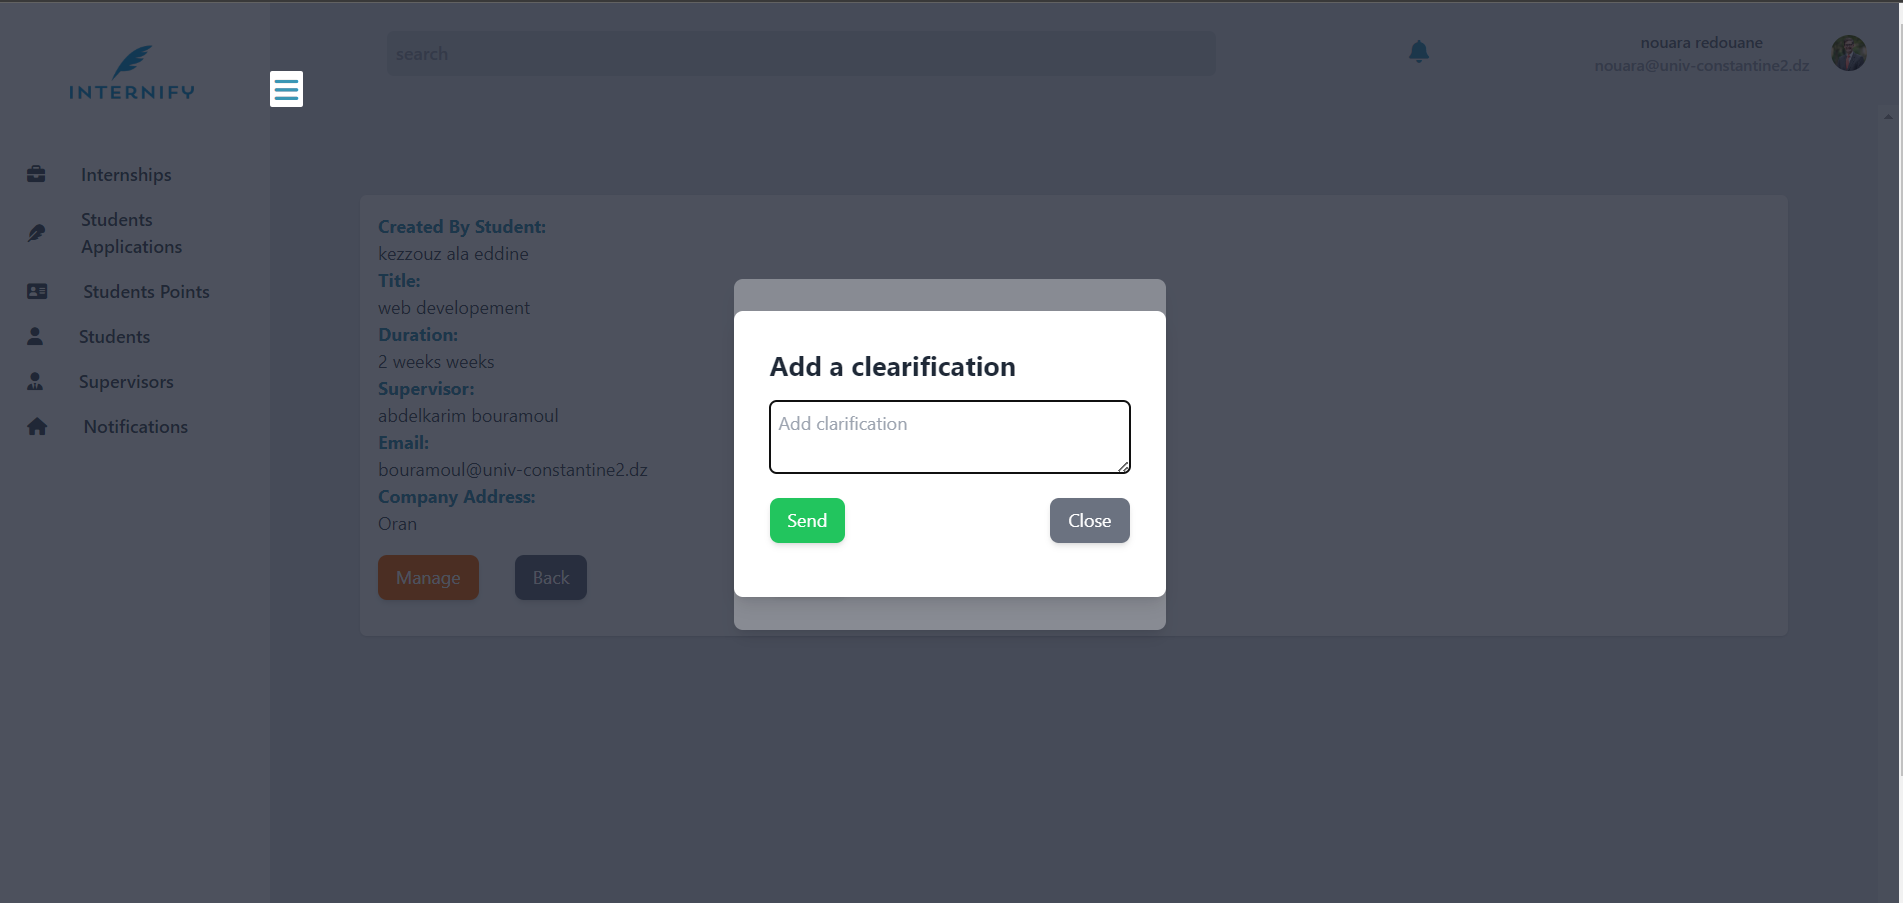 INTERNIFY
search
nouara redouane
nouara@univ-constantine2.dz
Internships
Students
Applications
Students Points
Students
Supervisors
Notifications
Created By Student:
kezzouz ala eddine
Title:
web developement
Duration:
2 weeks weeks
Supervisor:
abdelkarim bouramoul
Email:
bouramoul@univ-constantine2.dz
Company Address:
Oran
Manage Back
Add a clearification
Add clarification
Send Close